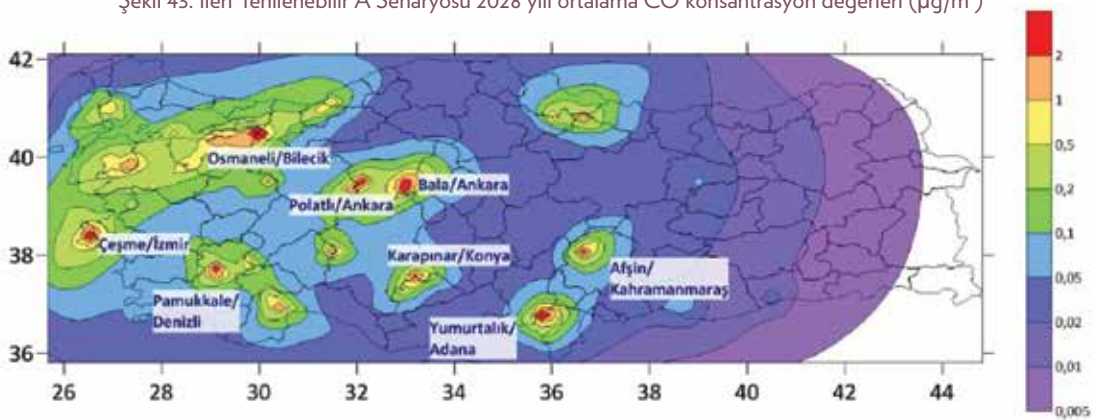 Şekil 43. İleri Yenilenebilir A Senaryosu 2028 yılı ortalama CO konsantrasyon değerleri (µg/m³)
42
40
38
36
26
28
30
32
34
36
38
40
42
44
Osmaneli/Bilecik
Bala/Ankara
Polatlı/Ankara
Çeşme/İzmir
Karapınar/Konya
Afşin/
Kahramanmaraş
Pamukkale/
Denizli
Yumurtalık/
Adana
2
1
0,5
0,2
0,1
0,05
0,02
0,01
0,005